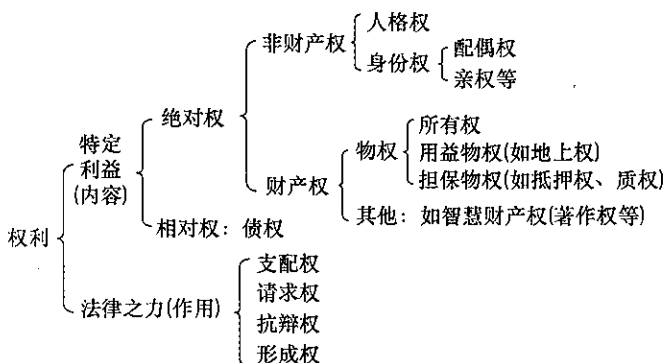 非财产权
人格权
身份权
配偶权
亲权等
绝对权
特定
利益
(内容)
财产权
物权
所有权
用益物权(如地上权)
担保物权(如抵押权、质权)
其他：如智慧财产权(著作权等)
相对权：债权
权利
法律之力(作用)
支配权
请求权
抗辩权
形成权